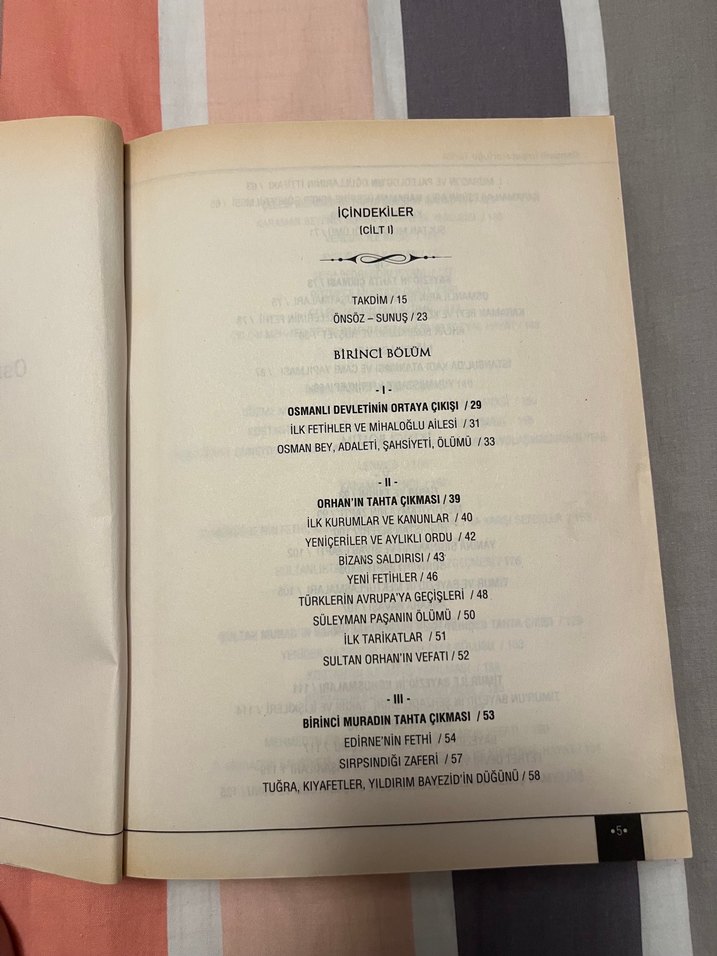 İÇİNDEKİLER
(CİLT I)
TAKDİM / 15
ÖNSÖZ – SUNUŞ / 23
BİRİNCİ BÖLÜM
- I -
OSMANLI DEVLETİNİN ORTAYA ÇIKIŞI / 29
İLK FETİHLER VE MİHALOĞLU AİLESİ / 31
OSMAN BEY, ADALETİ, ŞAHSİYETİ, ÖLÜMÜ / 33
- II -
ORHAN'IN TAHTA ÇIKMASI / 39
İLK KURUMLAR VE KANUNLAR / 40
YENİÇERİLER VE AYLIKLI ORDU / 42
BİZANS SALDIRISI / 43
YENİ FETİHLER / 46
TÜRKLERİN AVRUPA'YA GEÇİŞLERİ / 48
SÜLEYMAN PAŞANIN ÖLÜMÜ / 50
İLK TARİKATLAR / 51
SULTAN ORHAN'IN VEFATI / 52
- III -
BİRİNCİ MURADIN TAHTA ÇIKMASI / 53
EDİRNE'NİN FETHİ / 54
SIRPSINDIĞI ZAFERİ / 57
TUĞRA, KIYAFETLER, YILDIRIM BAYEZİD'İN DÜĞÜNÜ / 58
•5•